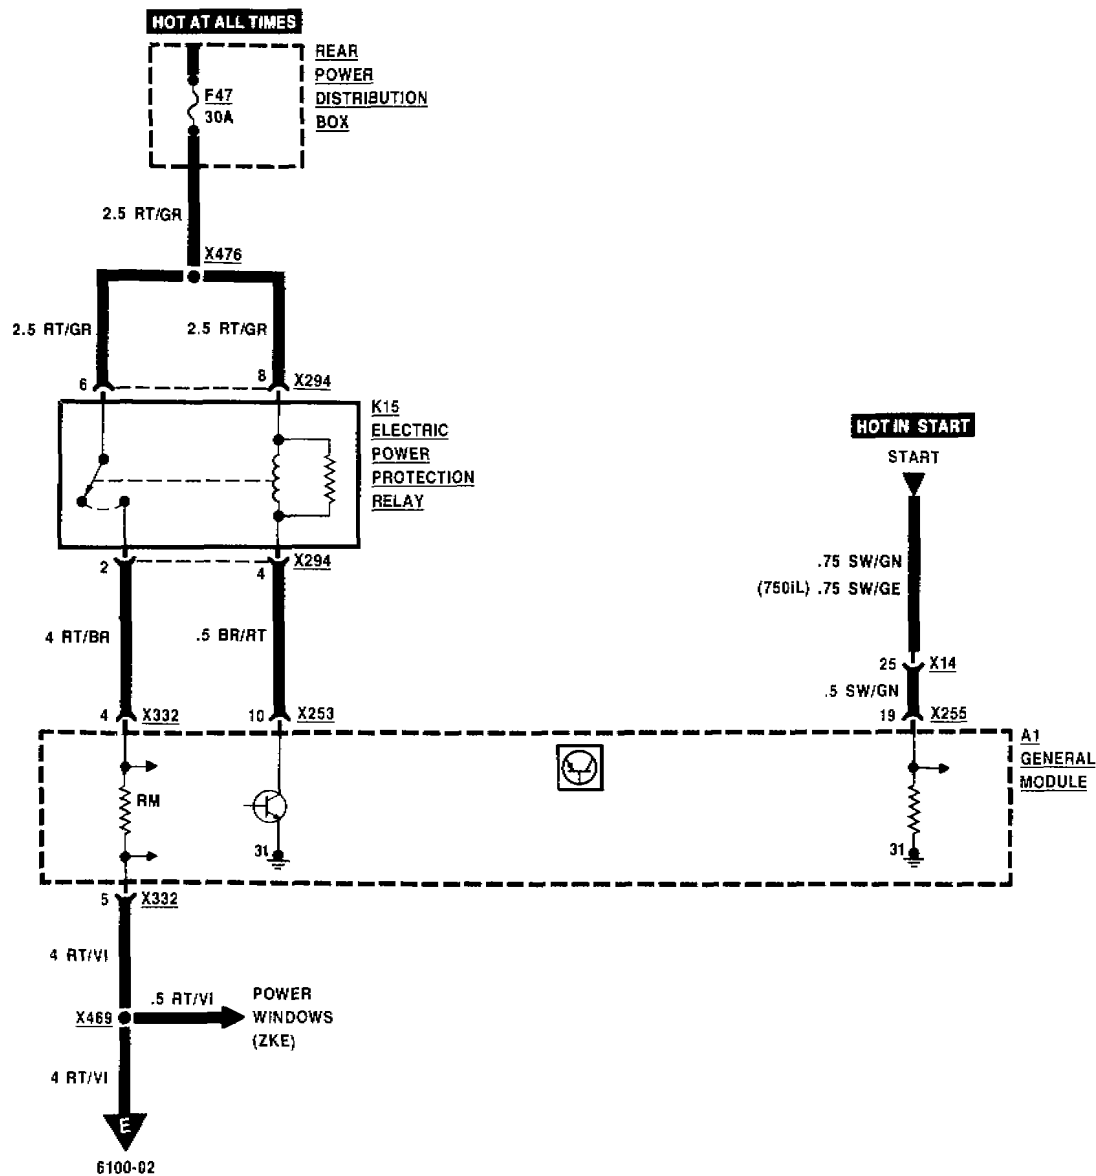 HOT AT ALL TIMES
REAR
POWER
DISTRIBUTION
BOX
F47
30A
2.5 RT/GR
X476
2.5 RT/GR
2.5 RT/GR
6
8
X294
K15
ELECTRIC
POWER
PROTECTION
RELAY
HOT IN START
START
2
4
X294
.75 SW/GN
(750iL) .75 SW/GE
4 RT/BR
.5 BR/RT
25
X14
.5 SW/GN
4
X332
10
X253
19
X255
A1
GENERAL
MODULE
RM
31
31
5
X332
4 RT/VI
.5 RT/VI
POWER
WINDOWS
(ZKE)
X469
4 RT/VI
E
6100-02